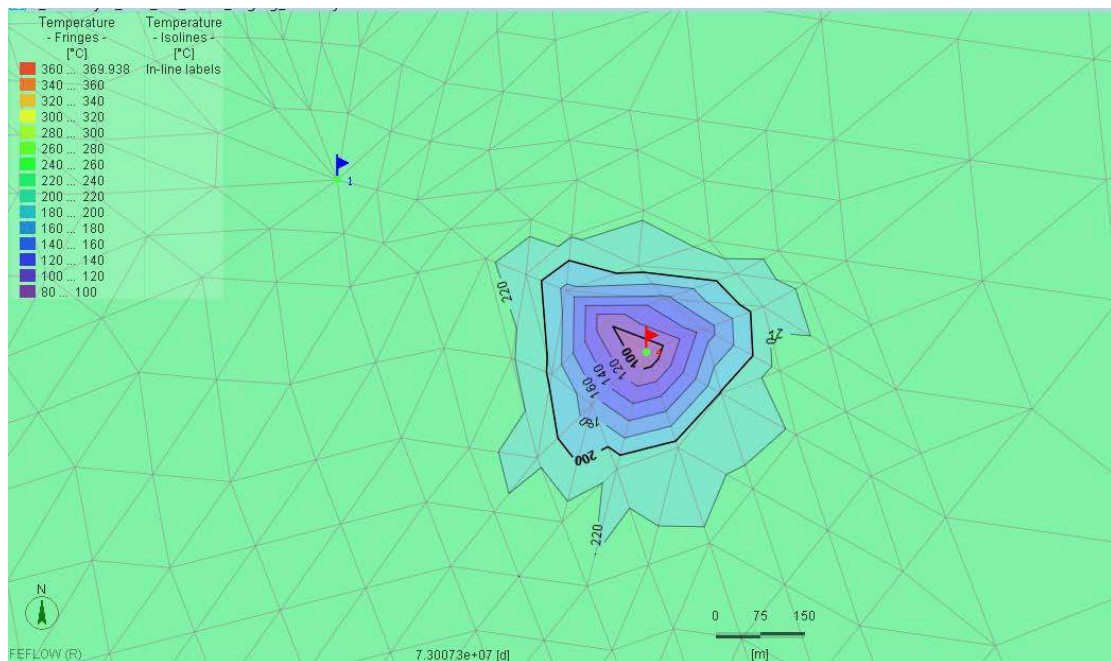 Temperature
- Fringes -
[°C]
360 ... 369.938
340 ... 360
320 ... 340
300 ... 320
280 ... 300
260 ... 280
240 ... 260
220 ... 240
200 ... 220
180 ... 200
160 ... 180
140 ... 160
120 ... 140
100 ... 120
80 ... 100
Temperature
- Isolines -
[°C]
In-line labels
1
220
100
120
140
160
180
200
220
N
0 75 150
[m]
FEFLOW (R)
7.30073e+07 [d]